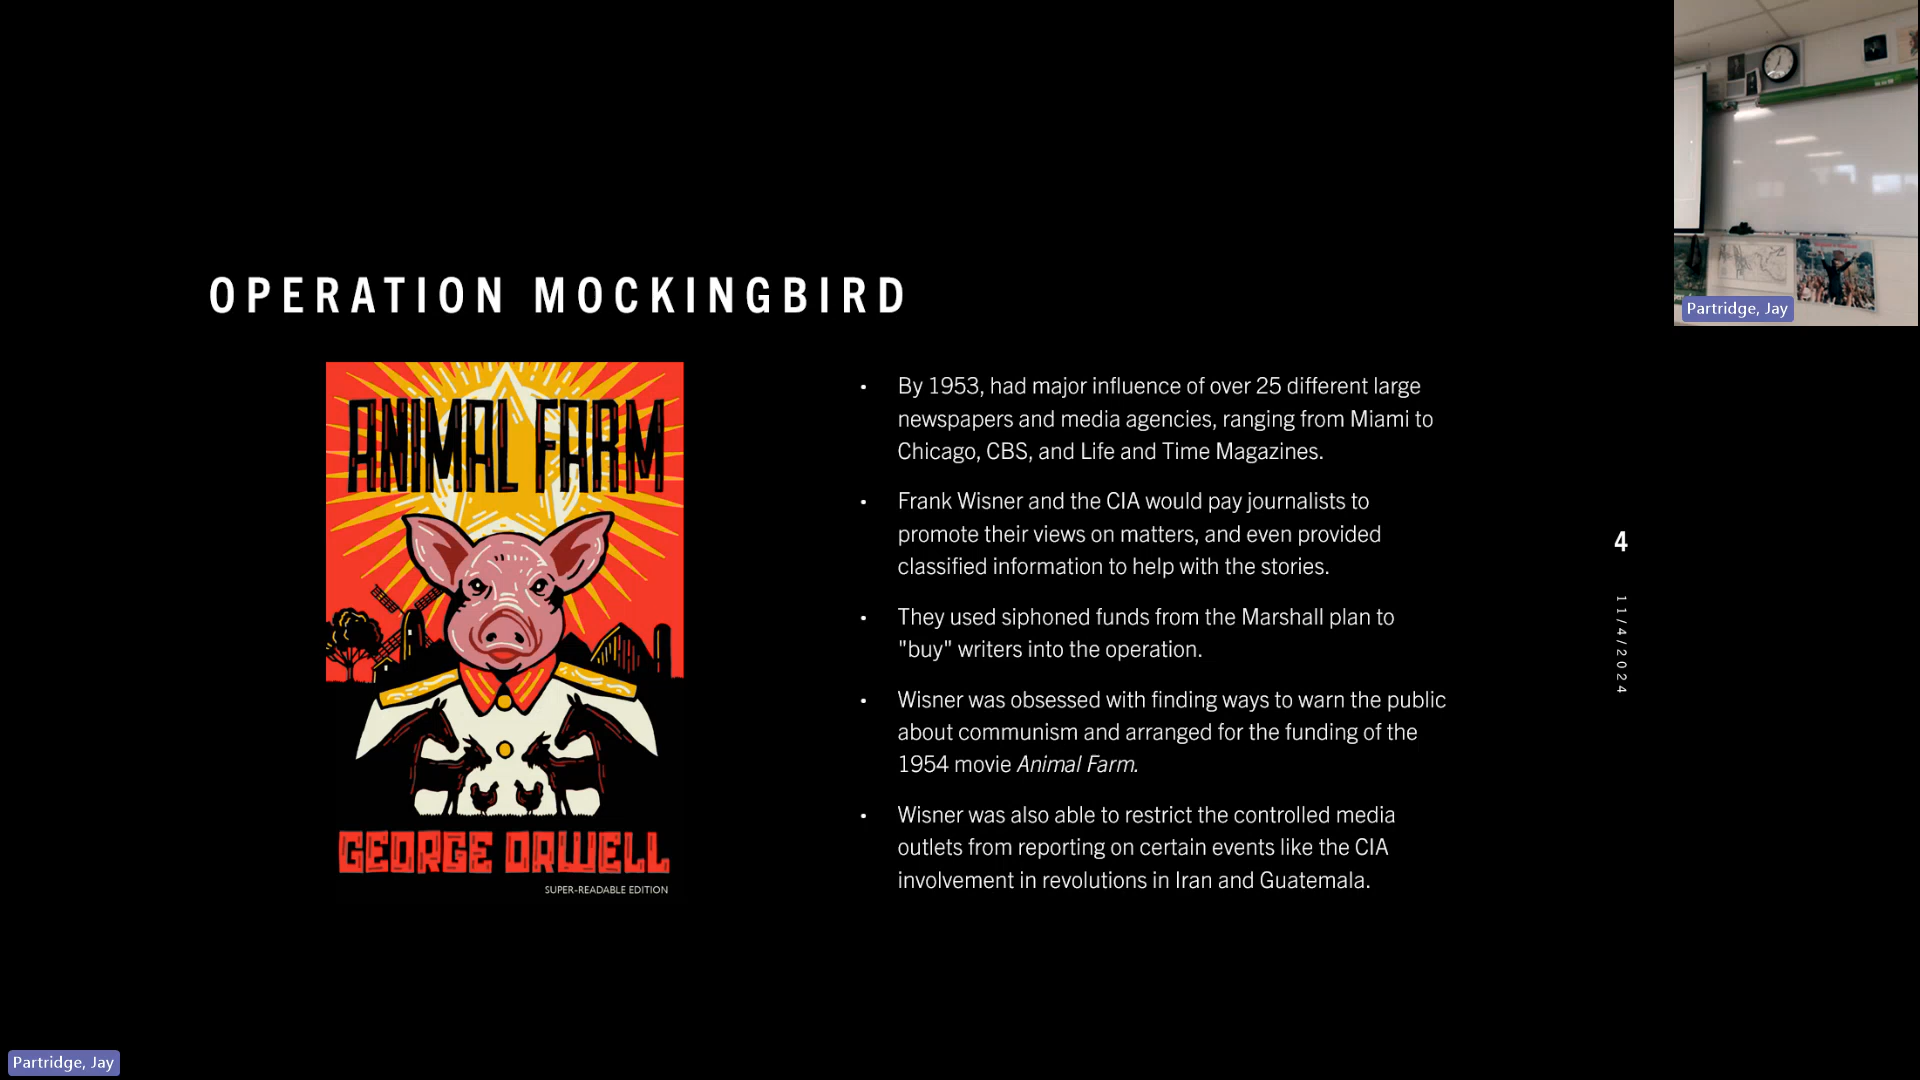 OPERATION MOCKINGBIRD
ANIMAL FARM
GEORGE ORWELL
SUPER-READABLE EDITION
• By 1953, had major influence of over 25 different large
newspapers and media agencies, ranging from Miami to
Chicago, CBS, and Life and Time Magazines.
• Frank Wisner and the CIA would pay journalists to
promote their views on matters, and even provided
classified information to help with the stories.
• They used siphoned funds from the Marshall plan to
"buy" writers into the operation.
• Wisner was obsessed with finding ways to warn the public
about communism and arranged for the funding of the
1954 movie Animal Farm.
• Wisner was also able to restrict the controlled media
outlets from reporting on certain events like the CIA
involvement in revolutions in Iran and Guatemala.
4
11/4/2024
Partridge, Jay
Partridge, Jay